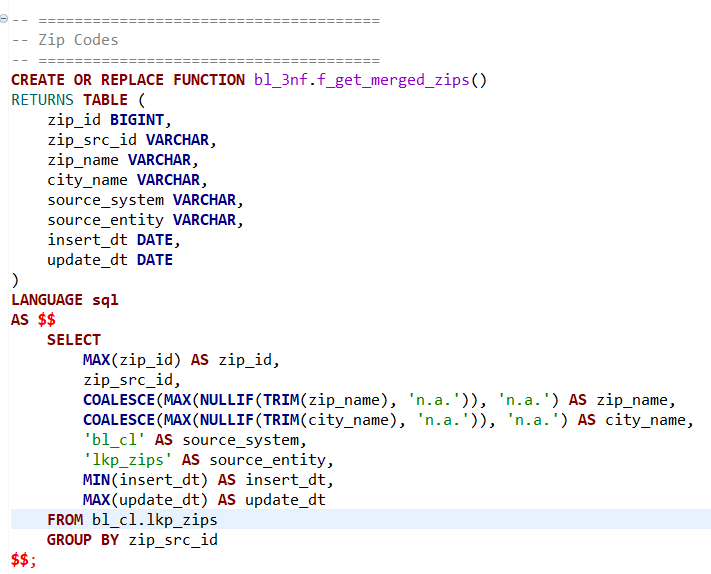 -- ======================================
-- Zip Codes
-- ======================================
CREATE OR REPLACE FUNCTION bl_3nf.f_get_merged_zips()
RETURNS TABLE (
    zip_id BIGINT,
    zip_src_id VARCHAR,
    zip_name VARCHAR,
    city_name VARCHAR,
    source_system VARCHAR,
    source_entity VARCHAR,
    insert_dt DATE,
    update_dt DATE
)
LANGUAGE sql
AS $$
    SELECT
        MAX(zip_id) AS zip_id,
        zip_src_id,
        COALESCE(MAX(NULLIF(TRIM(zip_name), 'n.a.')), 'n.a.') AS zip_name,
        COALESCE(MAX(NULLIF(TRIM(city_name), 'n.a.')), 'n.a.') AS city_name,
        'bl_cl' AS source_system,
        'lkp_zips' AS source_entity,
        MIN(insert_dt) AS insert_dt,
        MAX(update_dt) AS update_dt
    FROM bl_cl.lkp_zips
    GROUP BY zip_src_id
$$;